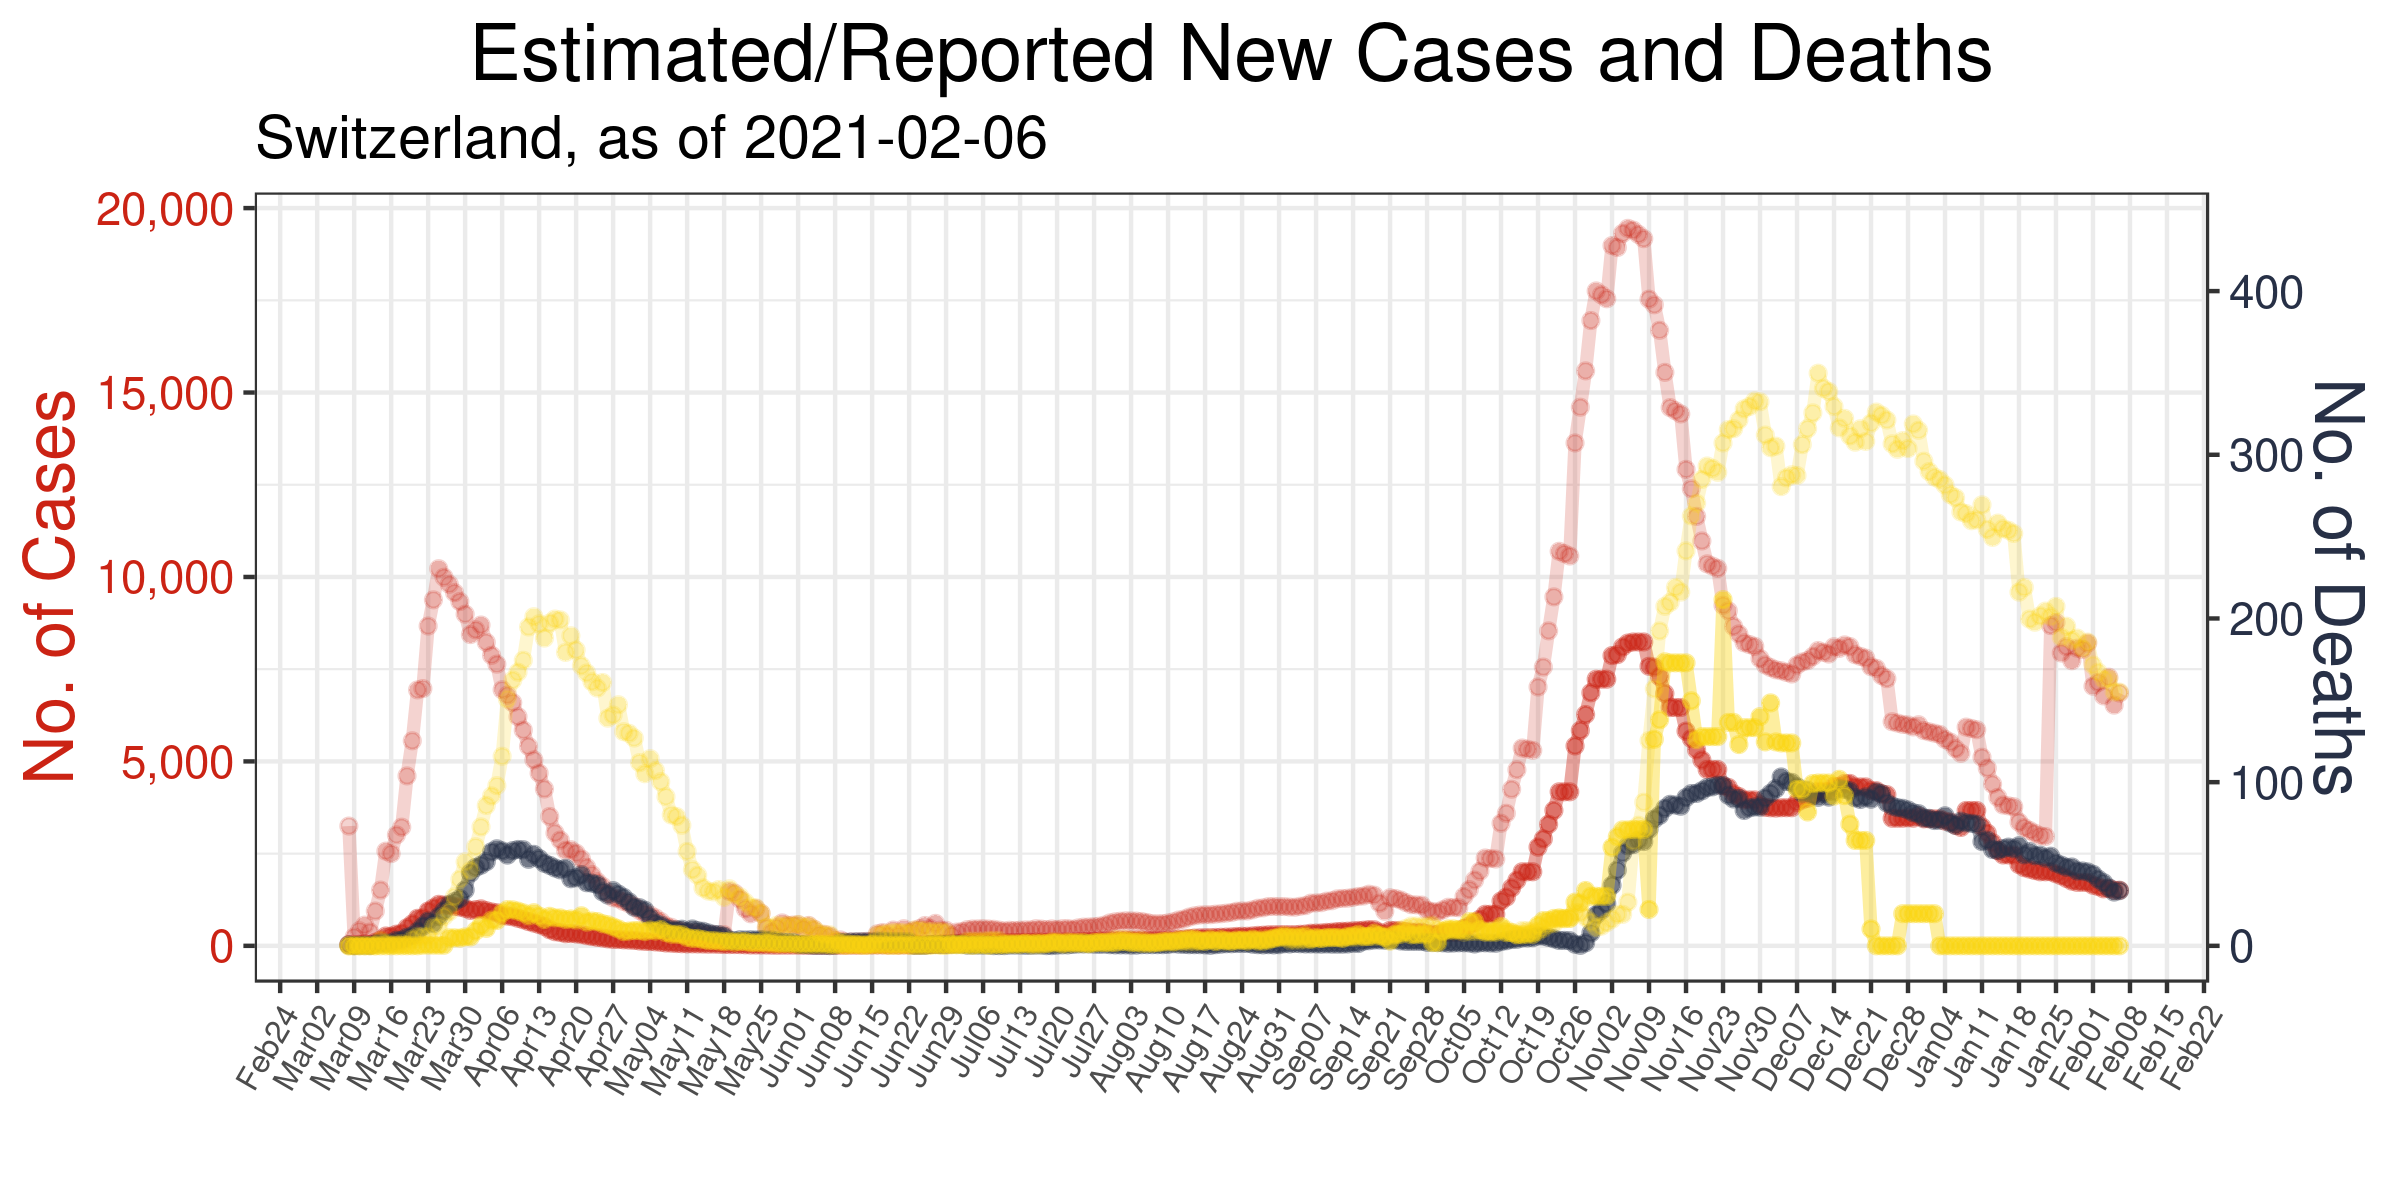 Estimated/Reported New Cases and Deaths
Switzerland, as of 2021-02-06
No. of Cases
20,000
15,000
10,000
5,000
0
No. of Deaths
400
300
200
100
0
Feb24
Mar02
Mar09
Mar16
Mar23
Mar30
Apr06
Apr13
Apr20
Apr27
May04
May11
May18
May25
Jun01
Jun08
Jun15
Jun22
Jun29
Jul06
Jul13
Jul20
Jul27
Aug03
Aug10
Aug17
Aug24
Aug31
Sep07
Sep14
Sep21
Sep28
Oct05
Oct12
Oct19
Oct26
Nov02
Nov09
Nov16
Nov23
Nov30
Dec07
Dec14
Dec21
Dec28
Jan04
Jan11
Jan18
Jan25
Feb01
Feb08
Feb15
Feb22